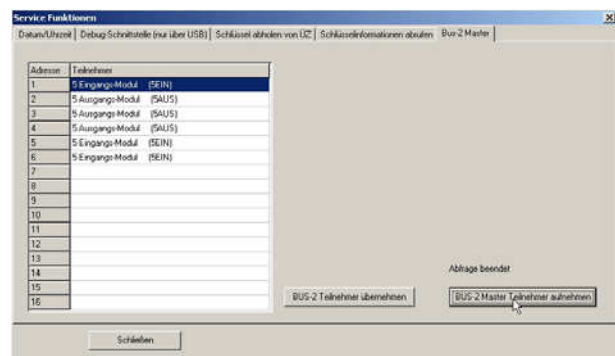 Service Funktionen
Datum/Uhrzeit Debug-Schnittstelle (nur über USB) Schlüssel abholen von ÜZ Schlüsselinformationen abrufen Bus-2 Master
Adresse Teilnehmer
1 5 Eingangs-Modul (5EIN)
2 5 Ausgangs-Modul (5AUS)
3 5 Ausgangs-Modul (5AUS)
4 5 Ausgangs-Modul (5AUS)
5 5 Eingangs-Modul (5EIN)
6 5 Eingangs-Modul (5EIN)
7
8
9
10
11
12
13
14
15
16
Abfrage beendet
BUS-2 Teilnehmer übernehmen
BUS-2 Master Teilnehmer aufnehmen
Schließen